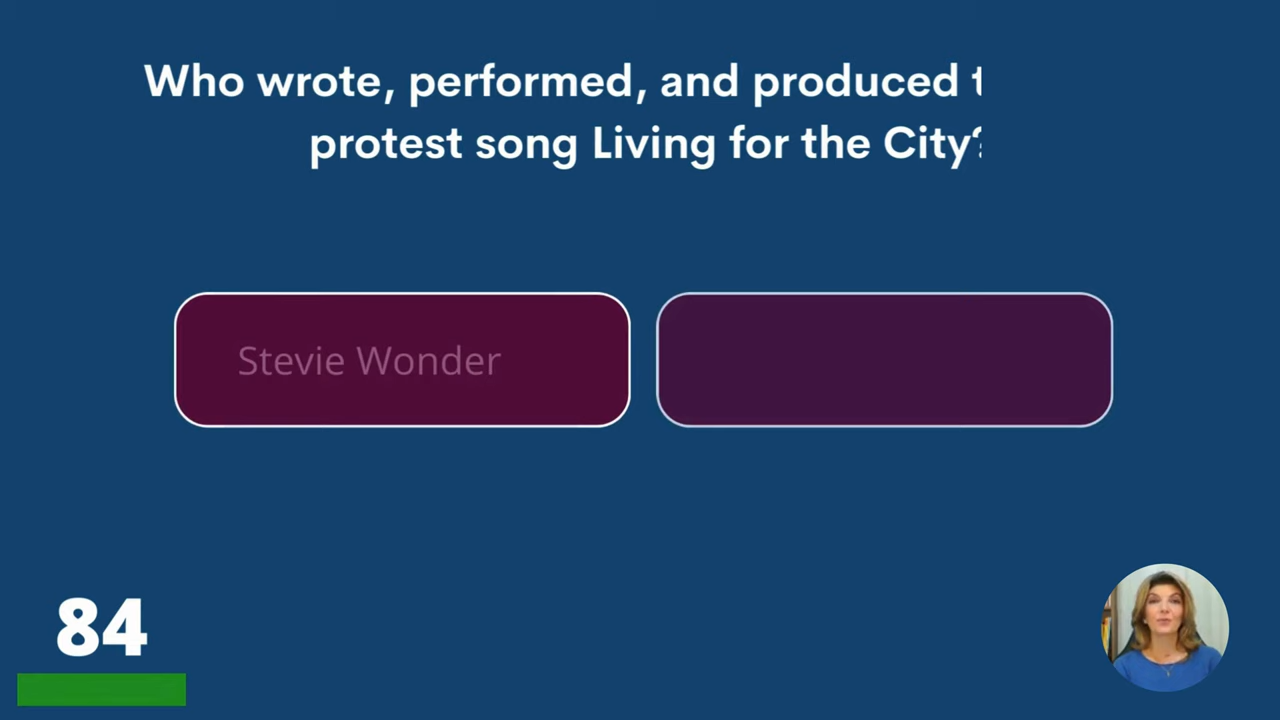 Who wrote, performed, and produced
protest song Living for the City?
Stevie Wonder
84